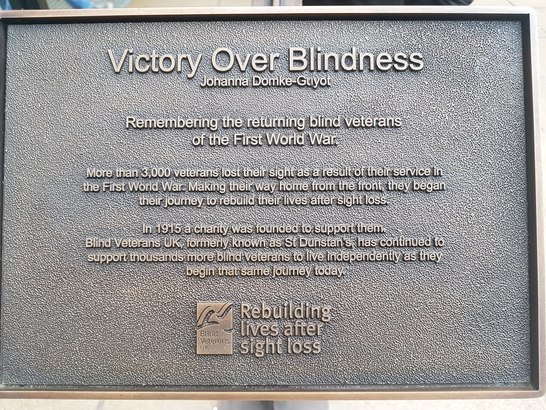 Victory Over Blindness
Johanna Domke-Guyot
Remembering the returning blind veterans
of the First World War.
More than 3,000 veterans lost their sight as a result of their service in
the First World War. Making their way home from the front, they began
their journey to rebuild their lives after sight loss.
In 1915 a charity was founded to support them.
Blind Veterans UK, formerly known as St Dunstan's, has continued to
support thousands more blind veterans to live independently as they
begin that same journey today.
Blind
Veterans
Rebuilding
lives after
sight loss